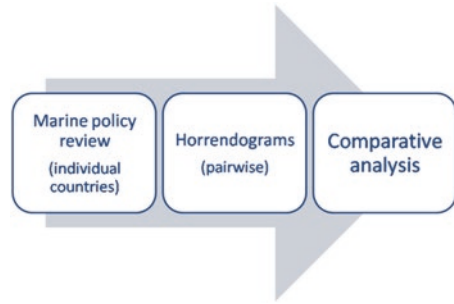 Marine policy
review
(individual
countries)
Horrendograms
(pairwise)
Comparative
analysis